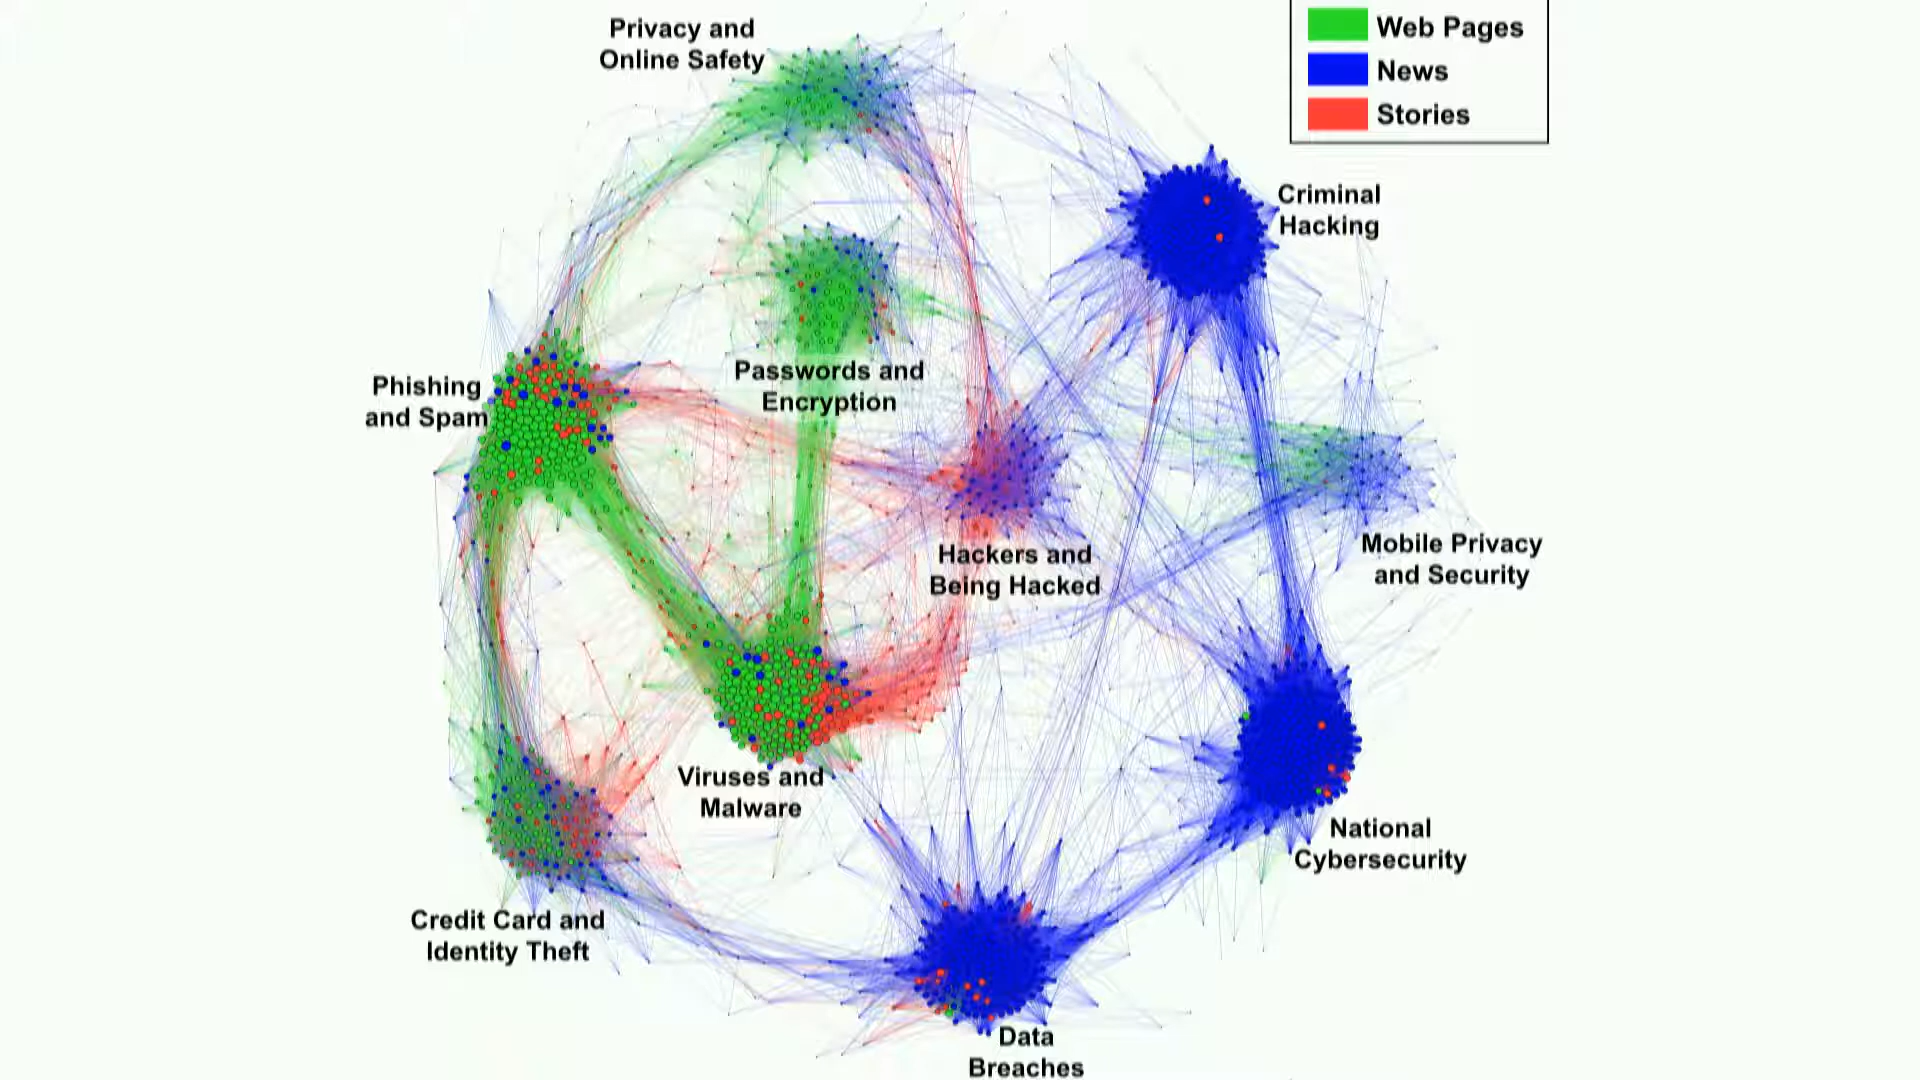 Privacy and
Online Safety
Web Pages
News
Stories
Criminal
Hacking
Phishing
and Spam
Passwords and
Encryption
Hackers and
Being Hacked
Mobile Privacy
and Security
Viruses and
Malware
National
Cybersecurity
Credit Card and
Identity Theft
Data
Breaches